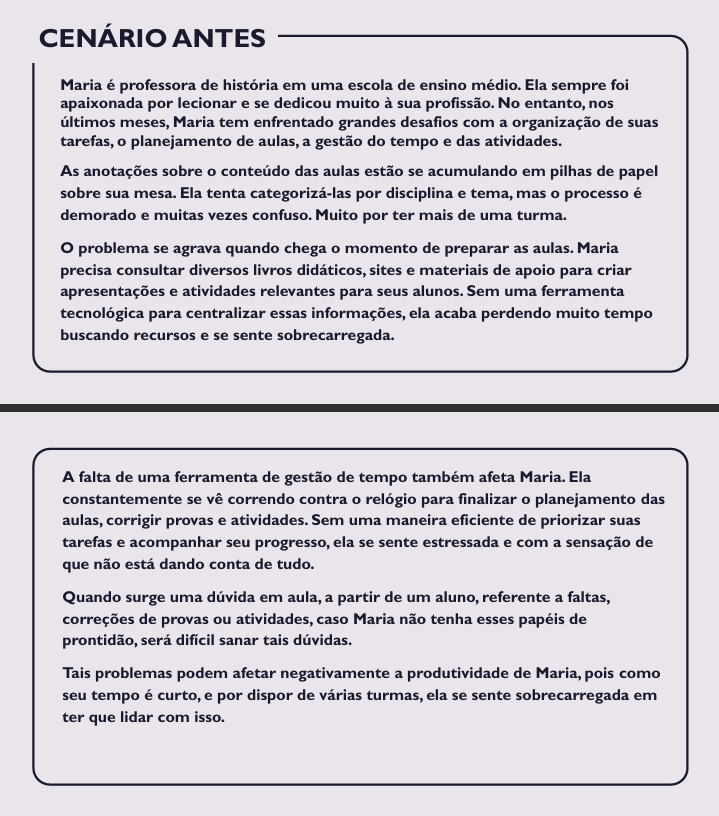 CENÁRIO ANTES
Maria é professora de história em uma escola de ensino médio. Ela sempre foi
apaixonada por lecionar e se dedicou muito à sua profissão. No entanto, nos
últimos meses, Maria tem enfrentado grandes desafios com a organização de suas
tarefas, o planejamento de aulas, a gestão do tempo e das atividades.
As anotações sobre o conteúdo das aulas estão se acumulando em pilhas de papel
sobre sua mesa. Ela tenta categorizá-las por disciplina e tema, mas o processo é
demorado e muitas vezes confuso. Muito por ter mais de uma turma.
O problema se agrava quando chega o momento de preparar as aulas. Maria
precisa consultar diversos livros didáticos, sites e materiais de apoio para criar
apresentações e atividades relevantes para seus alunos. Sem uma ferramenta
tecnológica para centralizar essas informações, ela acaba perdendo muito tempo
buscando recursos e se sente sobrecarregada.
A falta de uma ferramenta de gestão de tempo também afeta Maria. Ela
constantemente se vê correndo contra o relógio para finalizar o planejamento das
aulas, corrigir provas e atividades. Sem uma maneira eficiente de priorizar suas
tarefas e acompanhar seu progresso, ela se sente estressada e com a sensação de
que não está dando conta de tudo.
Quando surge uma dúvida em aula, a partir de um aluno, referente a faltas,
correções de provas ou atividades, caso Maria não tenha esses papéis de
prontidão, será difícil sanar tais dúvidas.
Tais problemas podem afetar negativamente a produtividade de Maria, pois como
seu tempo é curto, e por dispor de várias turmas, ela se sente sobrecarregada em
ter que lidar com isso.